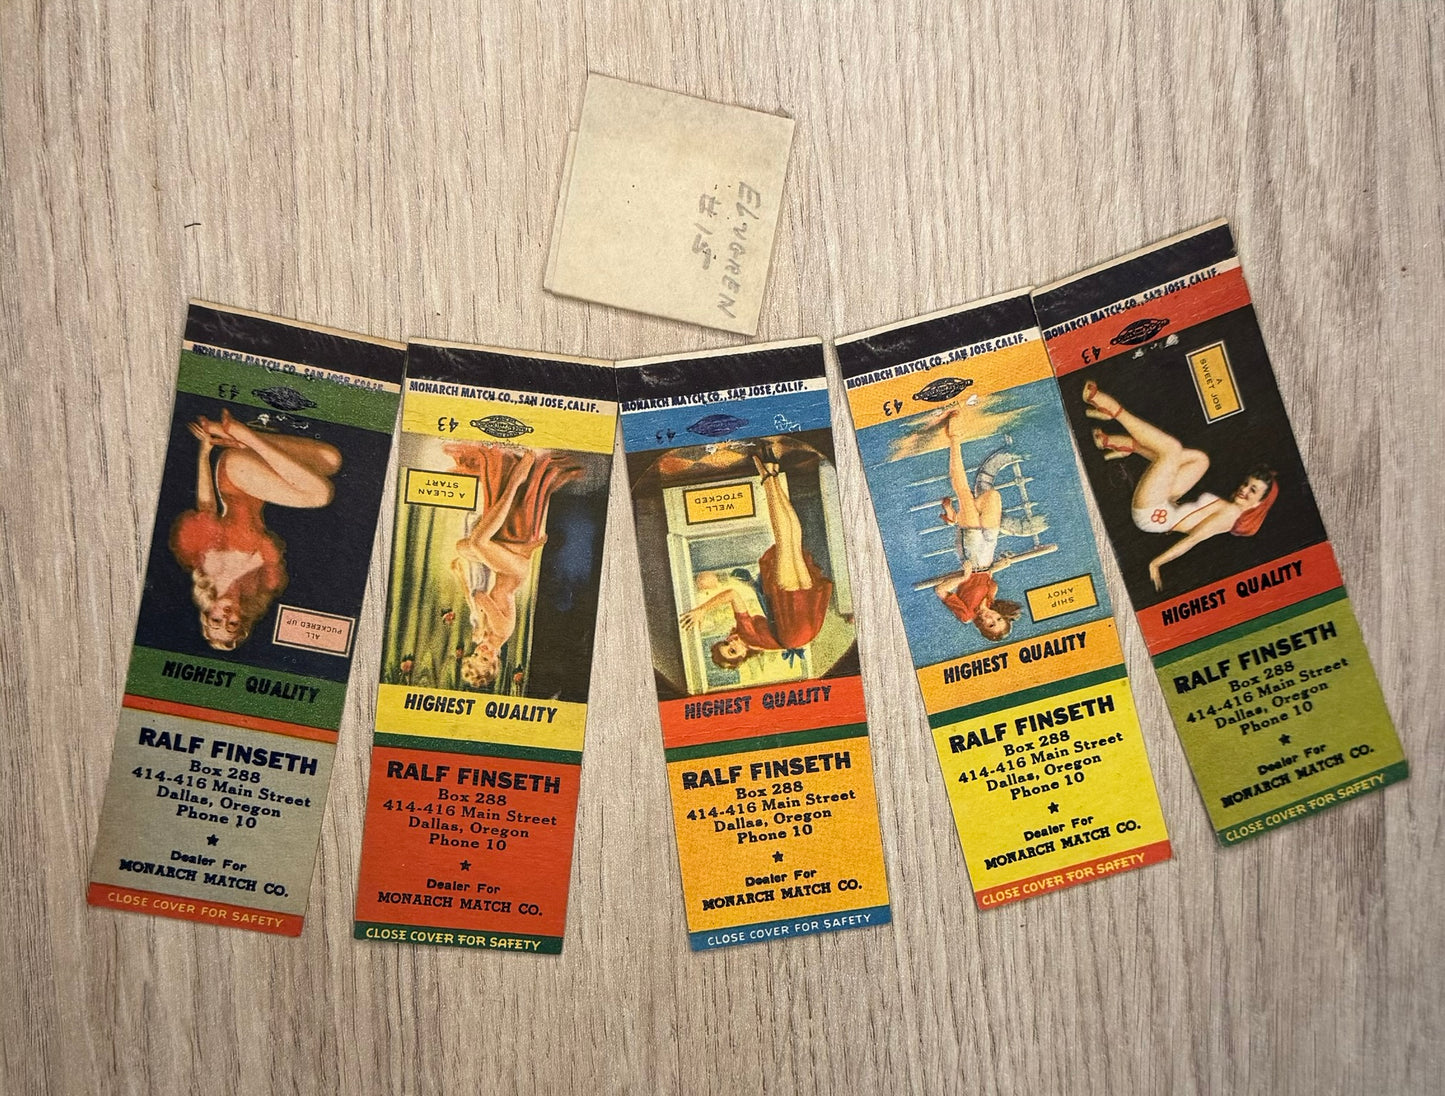 ELVGREN
#15
MONARCH MATCH CO., SAN JOSE, CALIF.
43
ALL
PUCKERED UP
HIGHEST QUALITY
RALF FINSETH
Box 288
414-416 Main Street
Dallas, Oregon
Phone 10
Dealer For
MONARCH MATCH CO.
CLOSE COVER FOR SAFETY
MONARCH MATCH CO., SAN JOSE, CALIF.
43
A CLEAN
START
HIGHEST QUALITY
RALF FINSETH
Box 288
414-416 Main Street
Dallas, Oregon
Phone 10
Dealer For
MONARCH MATCH CO.
CLOSE COVER FOR SAFETY
MONARCH MATCH CO., SAN JOSE, CALIF.
43
WELL-
STOCKED
HIGHEST QUALITY
RALF FINSETH
Box 288
414-416 Main Street
Dallas, Oregon
Phone 10
Dealer For
MONARCH MATCH CO.
CLOSE COVER FOR SAFETY
MONARCH MATCH CO., SAN JOSE, CALIF.
43
SHIP
AHOY
HIGHEST QUALITY
RALF FINSETH
Box 288
414-416 Main Street
Dallas, Oregon
Phone 10
Dealer For
MONARCH MATCH CO.
CLOSE COVER FOR SAFETY
MONARCH MATCH CO., SAN JOSE, CALIF.
43
A
SWEET JOB
HIGHEST QUALITY
RALF FINSETH
Box 288
414-416 Main Street
Dallas, Oregon
Phone 10
Dealer For
MONARCH MATCH CO.
CLOSE COVER FOR SAFETY